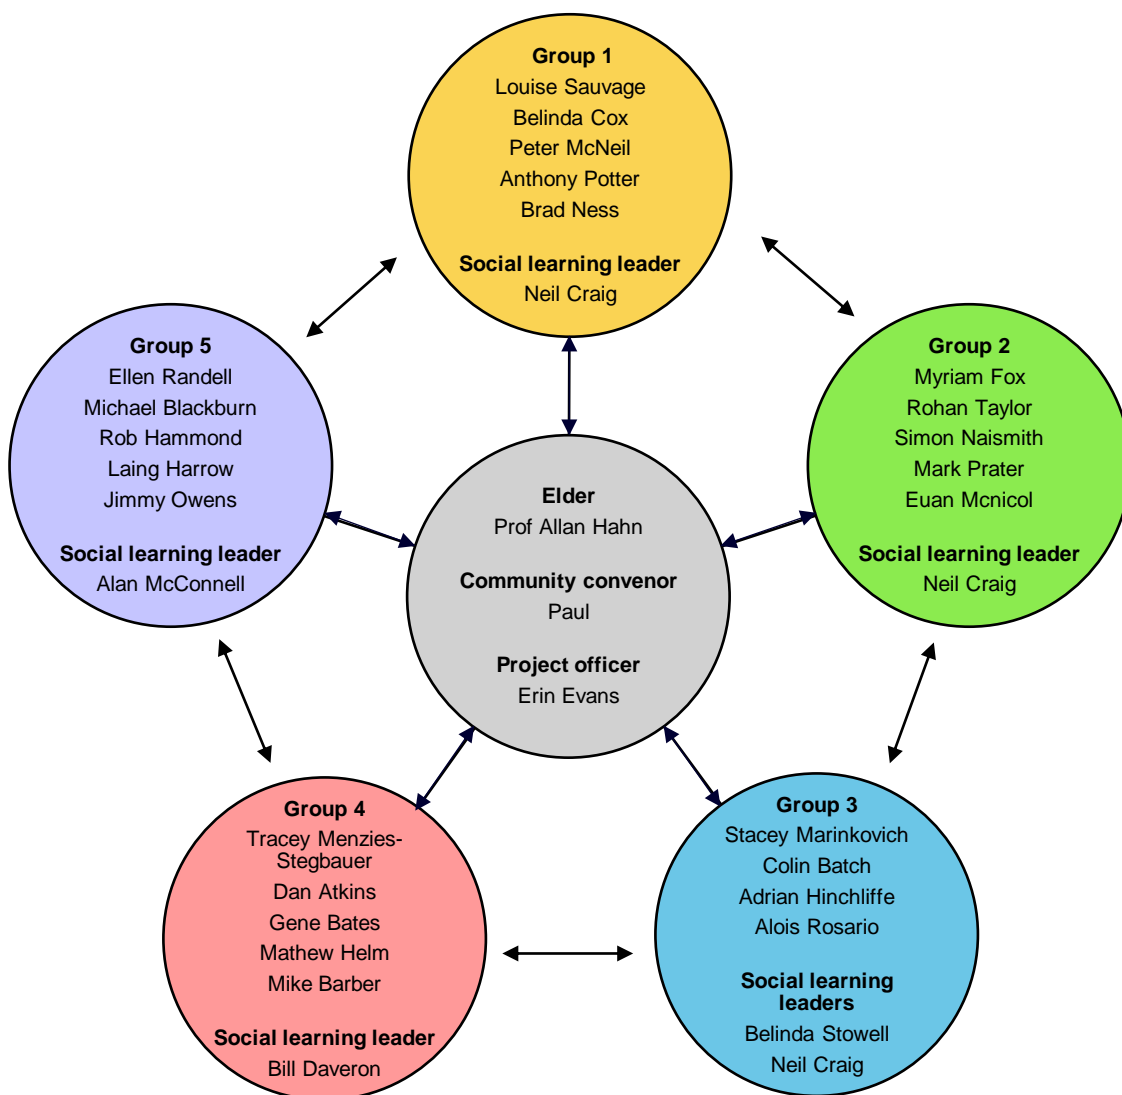 Group 1
Louise Sauvage
Belinda Cox
Peter McNeil
Anthony Potter
Brad Ness
Social learning leader
Neil Craig
Group 5
Ellen Randell
Michael Blackburn
Rob Hammond
Laing Harrow
Jimmy Owens
Social learning leader
Alan McConnell
Group 2
Myriam Fox
Rohan Taylor
Simon Naismith
Mark Prater
Euan Mcnicol
Social learning leader
Neil Craig
Elder
Prof Allan Hahn
Community convenor
Paul
Project officer
Erin Evans
Group 4
Tracey Menzies-
Stegbauer
Dan Atkins
Gene Bates
Mathew Helm
Mike Barber
Social learning leader
Bill Daveron
Group 3
Stacey Marinkovich
Colin Batch
Adrian Hinchliffe
Alois Rosario
Social learning
leaders
Belinda Stowell
Neil Craig